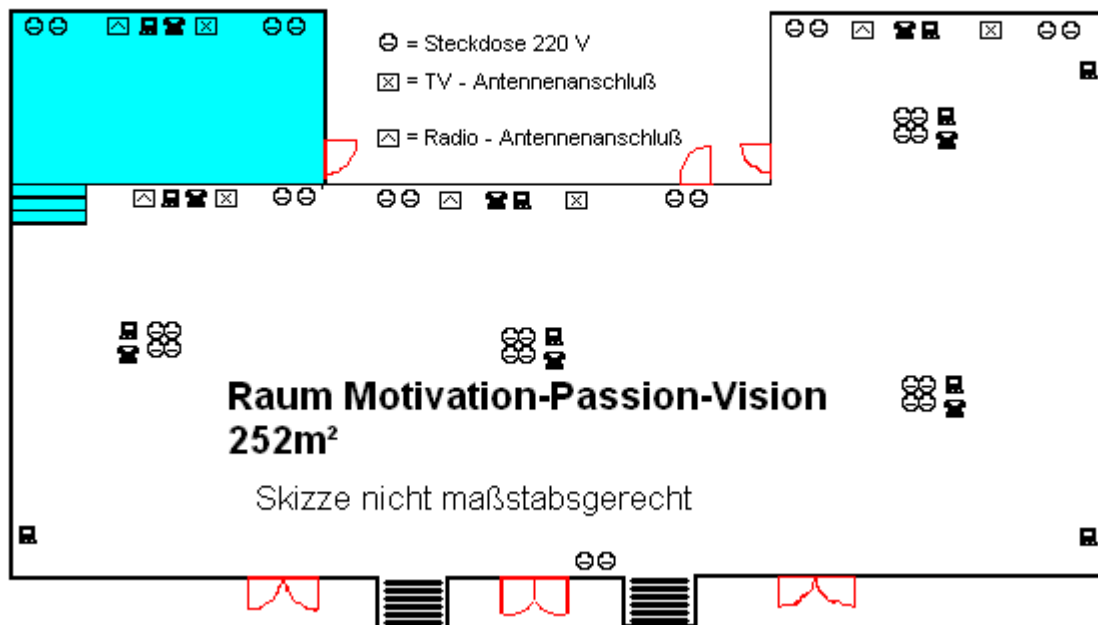 = Steckdose 220 V
= TV - Antennenanschluß
= Radio - Antennenanschluß
Raum Motivation-Passion-Vision
252m²
Skizze nicht maßstabsgerecht